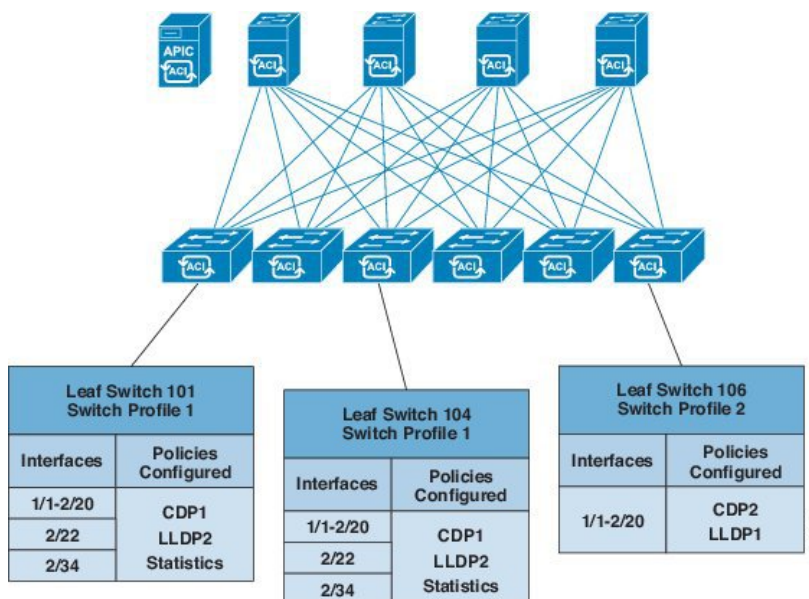 APIC
ACI
ACI
ACI
ACI
ACI
ACI
ACI
ACI
ACI
ACI
ACI
Leaf Switch 101
Switch Profile 1
Interfaces
Policies
Configured
1/1-2/20
2/22
2/34
CDP1
LLDP2
Statistics
Leaf Switch 104
Switch Profile 1
Interfaces
Policies
Configured
1/1-2/20
2/22
2/34
CDP1
LLDP2
Statistics
Leaf Switch 106
Switch Profile 2
Interfaces
Policies
Configured
1/1-2/20
CDP2
LLDP1